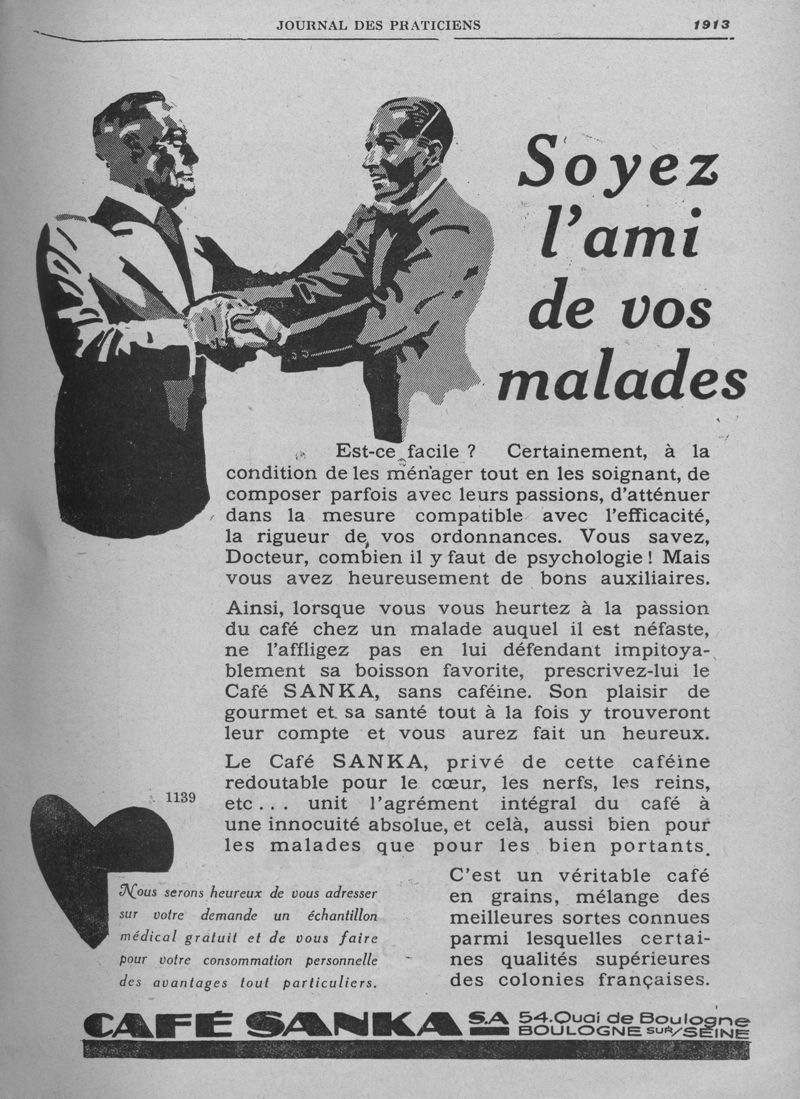 JOURNAL DES PRATICIENS
1913
Soyez
l'ami
de vos
malades
Est-ce facile ? Certainement, à la
condition de les ménager tout en les soignant, de
composer parfois avec leurs passions, d'atténuer
dans la mesure compatible avec l'efficacité,
la rigueur de vos ordonnances. Vous savez,
Docteur, combien il y faut de psychologie ! Mais
vous avez heureusement de bons auxiliaires.
Ainsi, lorsque vous vous heurtez à la passion
du café chez un malade auquel il est néfaste,
ne l'affligez pas en lui défendant impitoya-
blement sa boisson favorite, prescrivez-lui le
Café SANKA, sans caféine. Son plaisir de
gourmet et sa santé tout à la fois y trouveront
leur compte et vous aurez fait un heureux.
Le Café SANKA, privé de cette caféine
redoutable pour le cœur, les nerfs, les reins,
etc... unit l'agrément intégral du café à
une innocuité absolue, et celà, aussi bien pour
les malades que pour les bien portants.
C'est un véritable café
en grains, mélange des
meilleures sortes connues
parmi lesquelles certai-
nes qualités supérieures
des colonies françaises.
1139
Nous serons heureux de vous adresser
sur votre demande un échantillon
médical gratuit et de vous faire
pour votre consommation personnelle
des avantages tout particuliers.
CAFÉ SANKA S.A 54.Quai de Boulogne
BOULOGNE SUR/SEINE